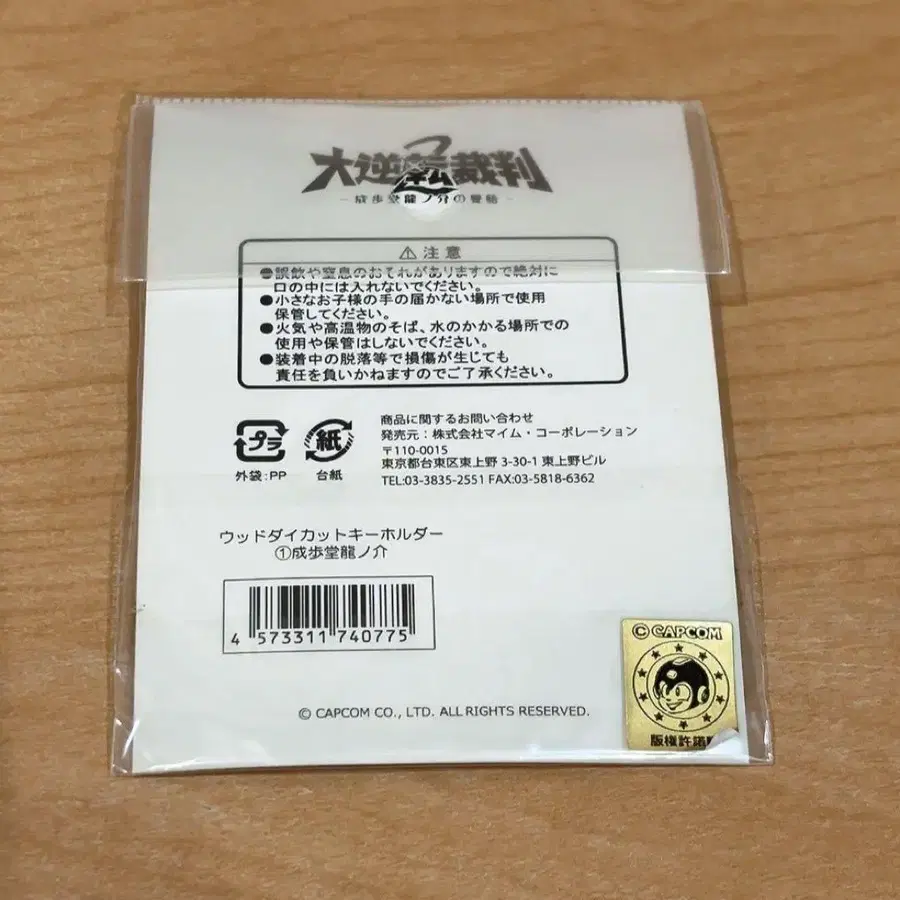 大逆転裁判2
-成歩堂龍ノ介の覺悟-
⚠注意
●誤飲や窒息のおそれがありますので絶対に
口の中には入れないでください。
●小さなお子様の手の届かない場所で使用
保管してください。
●火気や高温物のそば、水のかかる場所での
使用や保管はしないでください。
●装着中の脱落等で損傷が生じても
責任を負いかねますのでご了承ください。
プラ
外袋:PP
紙
台紙
商品に関するお問い合わせ
発売元:株式会社マイム・コーポレーション
〒110-0015
東京都台東区東上野 3-30-1 東上野ビル
TEL:03-3835-2551 FAX:03-5818-6362
ウッドダイカットキーホルダー
①成歩堂龍ノ介
4 573311 740775
© CAPCOM CO., LTD. ALL RIGHTS RESERVED.
© CAPCOM
版権許諾